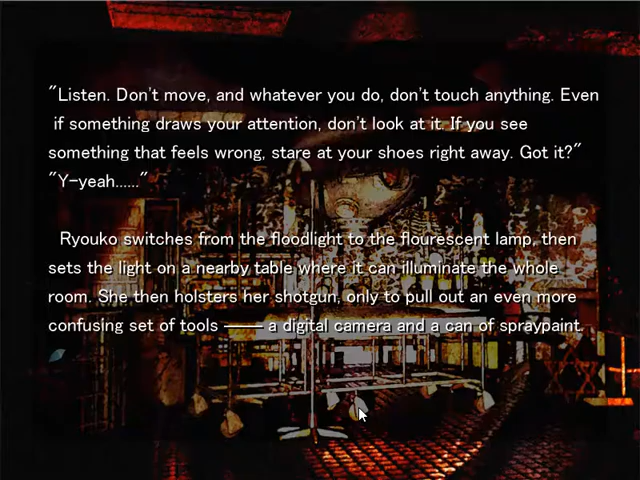 "Listen. Don't move, and whatever you do, don't touch anything. Even
if something draws your attention, don't look at it. If you see
something that feels wrong, stare at your shoes right away. Got it?"
"Y-yeah......"
Ryouko switches from the floodlight to the flourescent lamp, then
sets the light on a nearby table where it can illuminate the whole
room. She then holsters her shotgun, only to pull out an even more
confusing set of tools ―― a digital camera and a can of spraypaint.